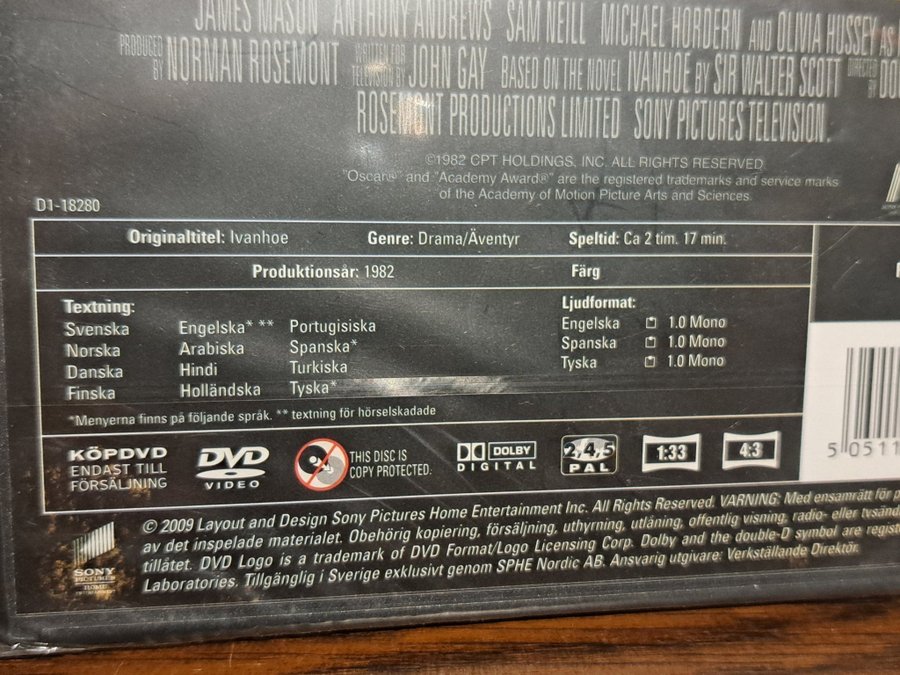 JAMES MASON ANTHONY ANDREWS SAM NEILL MICHAEL HORDERN AND OLIVIA HUSSEY AS
PRODUCED BY NORMAN ROSEMONT WRITTEN FOR TELEVISION BY JOHN GAY BASED ON THE NOVEL IVANHOE BY SIR WALTER SCOTT DIRECTED BY DO
ROSEMONT PRODUCTIONS LIMITED SONY PICTURES TELEVISION.
©1982 CPT HOLDINGS, INC. ALL RIGHTS RESERVED
"Oscar®" and "Academy Award®" are the registered trademarks and service marks
of the Academy of Motion Picture Arts and Sciences.
D1-18280
Originaltitel: Ivanhoe Genre: Drama/Äventyr Speltid: Ca 2 tim. 17 min.
Produktionsår: 1982 Färg
Textning: Ljudformat:
Svenska Engelska* ** Portugisiska Engelska 1.0 Mono
Norska Arabiska Spanska* Spanska 1.0 Mono
Danska Hindi Turkiska Tyska 1.0 Mono
Finska Holländska Tyska*
*Menyerna finns på följande språk. ** textning för hörselskadade
KÖPDVD
ENDAST TILL
FÖRSÄLJNING
DVD
VIDEO
THIS DISC IS
COPY PROTECTED.
DOLBY
DIGITAL
2,4,5
PAL
1:33
4:3
5 0511
© 2009 Layout and Design Sony Pictures Home Entertainment Inc. All Rights Reserved. VARNING: Med ensamrätt för p
av det inspelade materialet. Obehörig kopiering, försäljning, uthyrning, utlåning, offentlig visning, radio- eller tvsänd
tillåtet. DVD Logo is a trademark of DVD Format/Logo Licensing Corp. Dolby and the double-D symbol are regist
Laboratories. Tillgänglig i Sverige exklusivt genom SPHE Nordic AB. Ansvarig utgivare: Verkställande Direktör.
SONY
PICTURES
HOME
ENTERTAINMENT